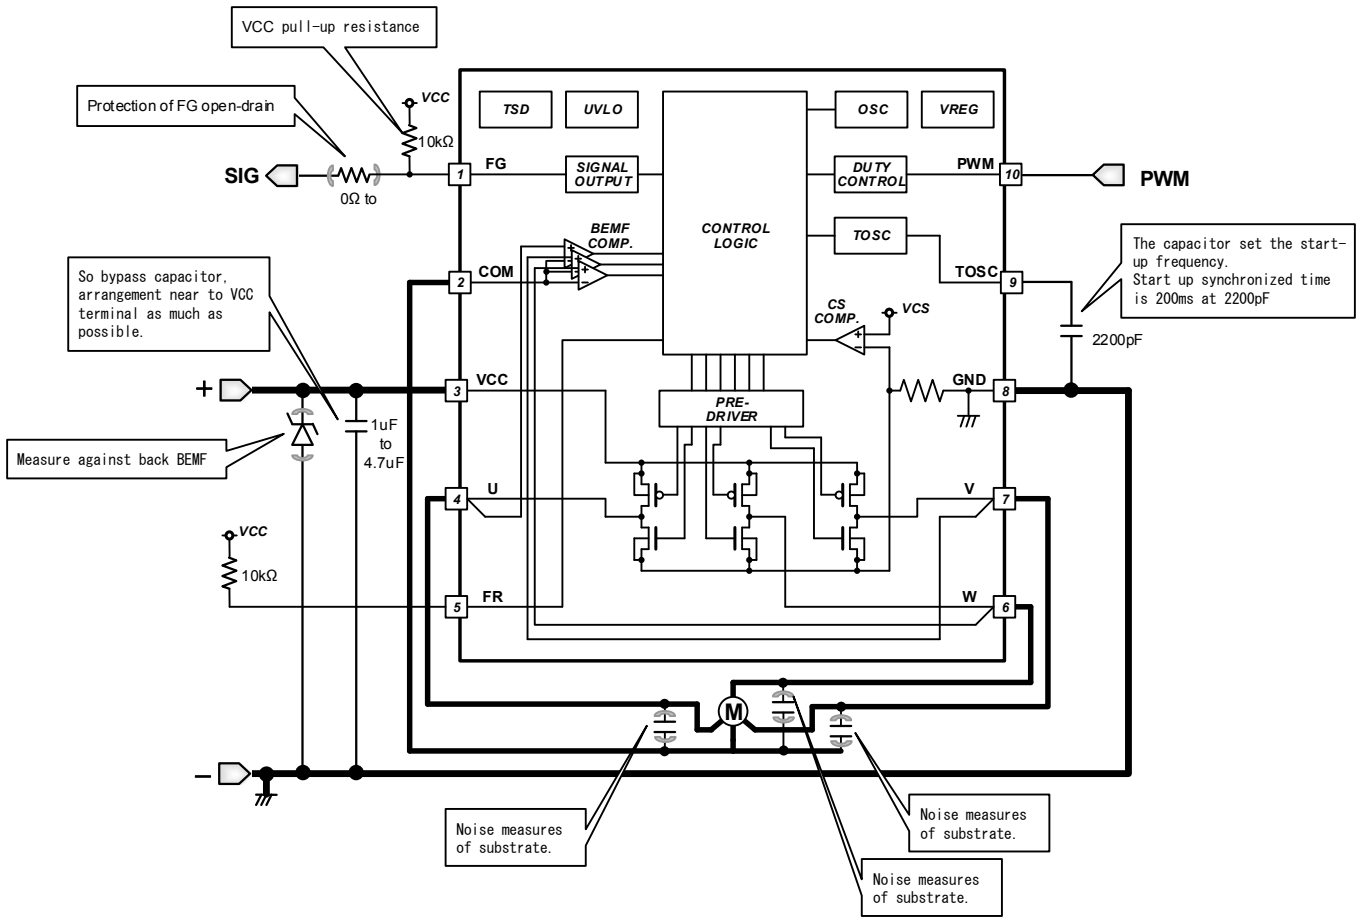 VCC pull-up resistance
Protection of FG open-drain
VCC
10kΩ
SIG
0Ω to
1
FG
TSD
UVLO
OSC
VREG
SIGNAL
OUTPUT
DUTY
CONTROL
PWM
10
PWM
CONTROL
LOGIC
BEMF
COMP.
TOSC
TOSC
9
The capacitor set the start-
up frequency.
Start up synchronized time
is 200ms at 2200pF
2200pF
So bypass capacitor,
arrangement near to VCC
terminal as much as
possible.
2
COM
CS
COMP.
VCS
+
3
VCC
PRE-
DRIVER
GND
8
1uF
to
4.7uF
Measure against back BEMF
4
U
V
7
VCC
10kΩ
5
FR
W
6
M
−
Noise measures
of substrate.
Noise measures
of substrate.
Noise measures
of substrate.